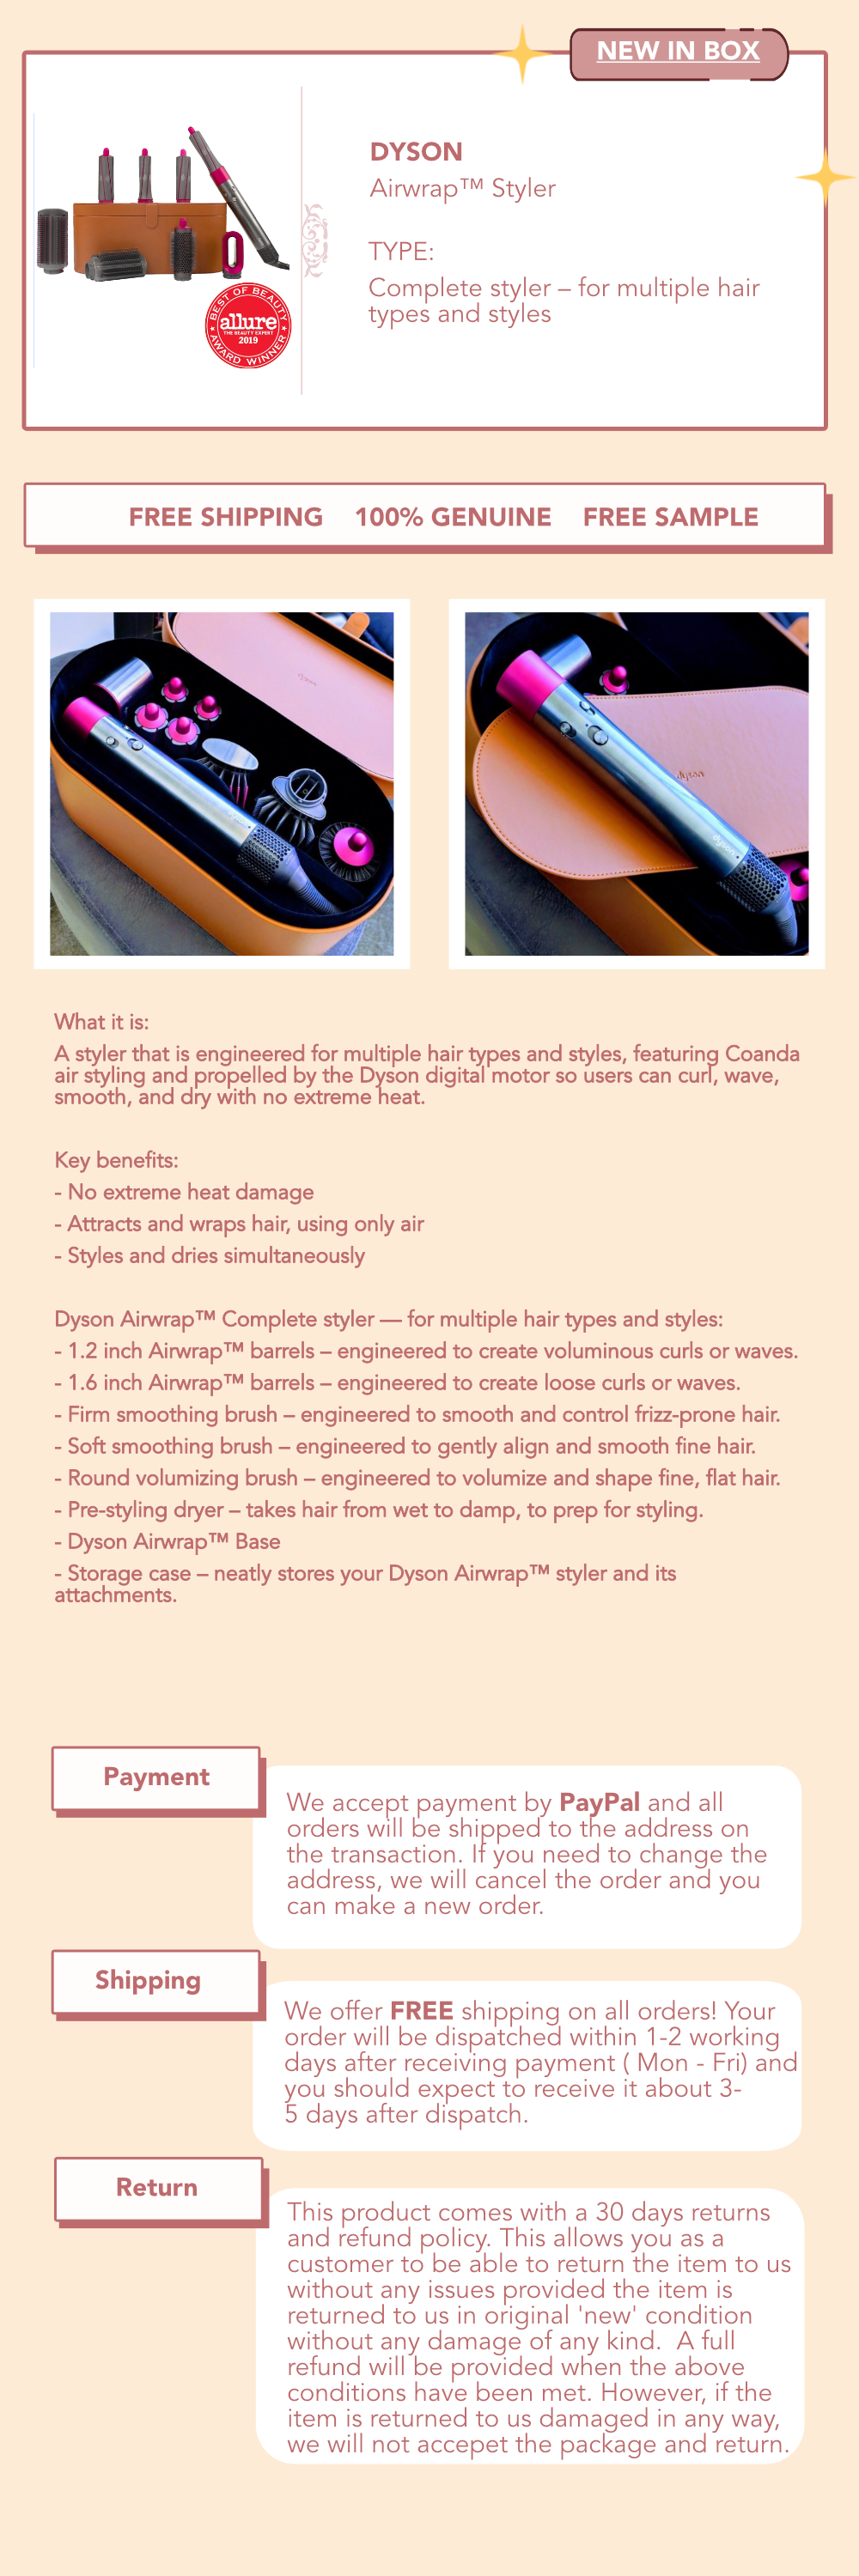 NEW IN BOX
DYSON
Airwrap™ Styler
TYPE:
Complete styler – for multiple hair
types and styles
BEST OF BEAUTY
allure
THE BEAUTY EXPERT
2019
AWARD WINNER
FREE SHIPPING 100% GENUINE FREE SAMPLE
dyson
dyson
dyson
What it is:
A styler that is engineered for multiple hair types and styles, featuring Coanda
air styling and propelled by the Dyson digital motor so users can curl, wave,
smooth, and dry with no extreme heat.
Key benefits:
- No extreme heat damage
- Attracts and wraps hair, using only air
- Styles and dries simultaneously
Dyson Airwrap™ Complete styler — for multiple hair types and styles:
- 1.2 inch Airwrap™ barrels – engineered to create voluminous curls or waves.
- 1.6 inch Airwrap™ barrels – engineered to create loose curls or waves.
- Firm smoothing brush – engineered to smooth and control frizz-prone hair.
- Soft smoothing brush – engineered to gently align and smooth fine hair.
- Round volumizing brush – engineered to volumize and shape fine, flat hair.
- Pre-styling dryer – takes hair from wet to damp, to prep for styling.
- Dyson Airwrap™ Base
- Storage case – neatly stores your Dyson Airwrap™ styler and its
attachments.
Payment
We accept payment by PayPal and all
orders will be shipped to the address on
the transaction. If you need to change the
address, we will cancel the order and you
can make a new order.
Shipping
We offer FREE shipping on all orders! Your
order will be dispatched within 1-2 working
days after receiving payment ( Mon - Fri) and
you should expect to receive it about 3-
5 days after dispatch.
Return
This product comes with a 30 days returns
and refund policy. This allows you as a
customer to be able to return the item to us
without any issues provided the item is
returned to us in original 'new' condition
without any damage of any kind.  A full
refund will be provided when the above
conditions have been met. However, if the
item is returned to us damaged in any way,
we will not accepet the package and return.